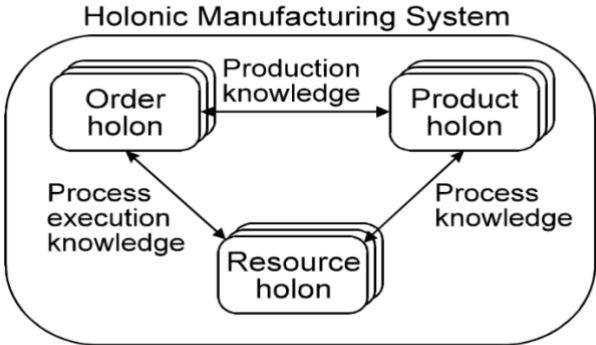 Holonic Manufacturing System
Order
holon
Production
knowledge
Product
holon
Process
execution
knowledge
Process
knowledge
Resource
holon